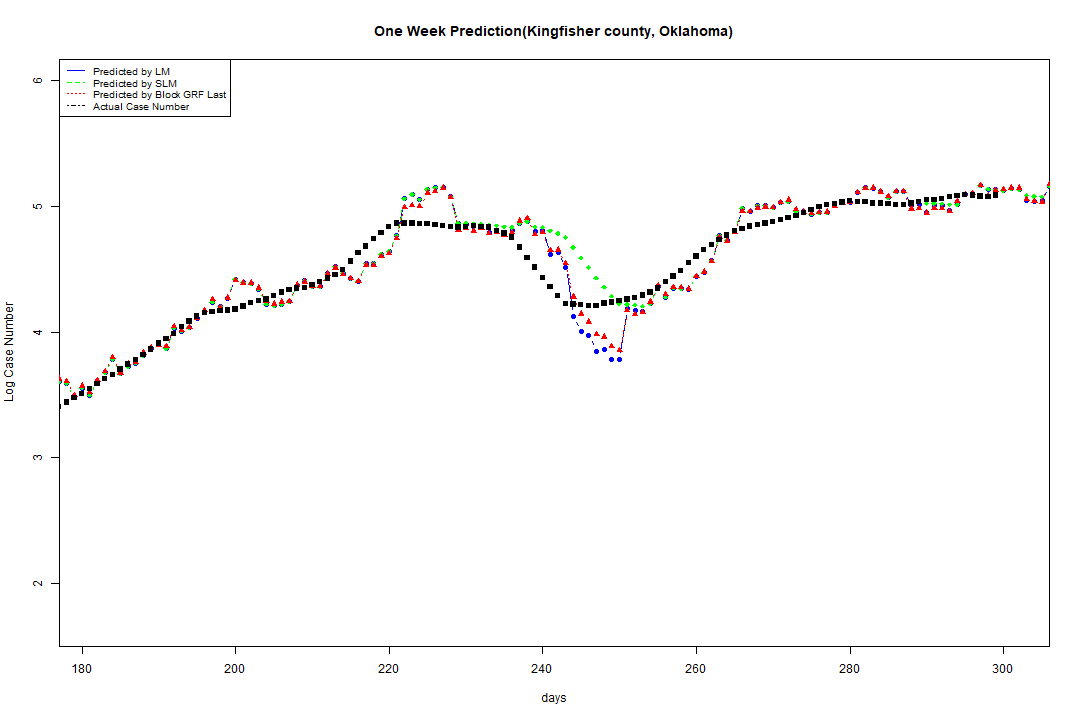 One Week Prediction(Kingfisher county, Oklahoma)
Predicted by LM
Predicted by SLM
Predicted by Block GRF Last
Actual Case Number
6
5
4
3
2
Log Case Number
180 200 220 240 260 280 300
days